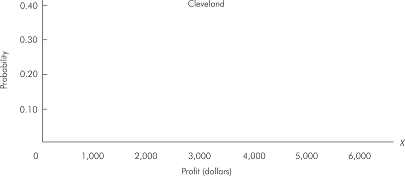 Cleveland
0.40
0.30
0.20
0.10
Probability
0 1,000 2,000 3,000 4,000 5,000 6,000 X
Profit (dollars)